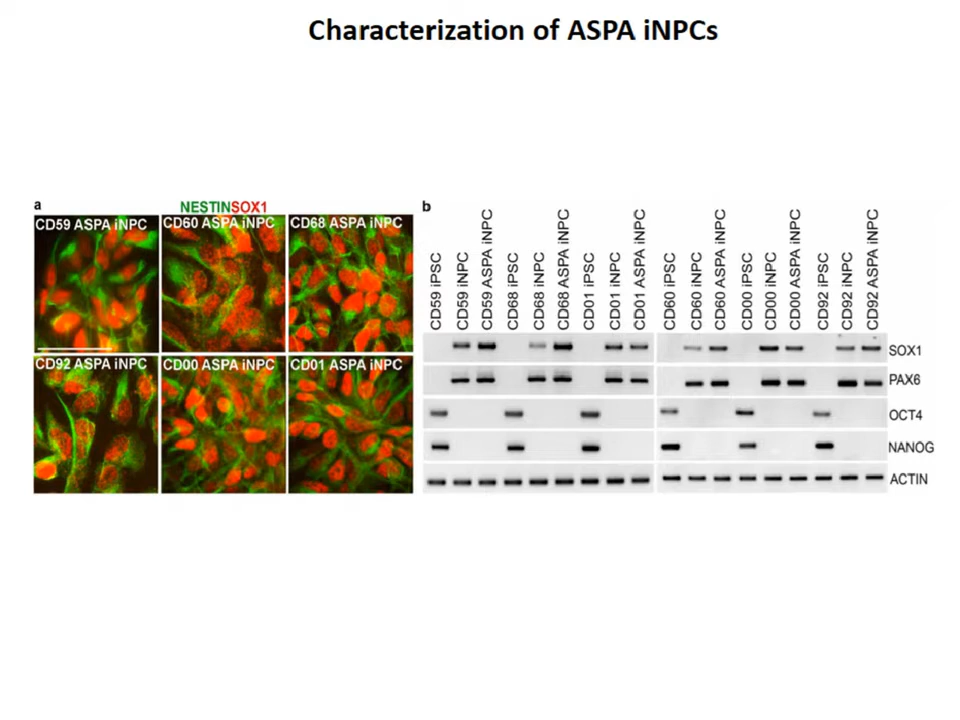 Characterization of ASPA iNPCs
a
NESTINSOX1
CD59 ASPA iNPC
CD60 ASPA iNPC
CD68 ASPA iNPC
CD92 ASPA iNPC
CD00 ASPA iNPC
CD01 ASPA iNPC
b
CD59 iPSC
CD59 iNPC
CD59 ASPA iNPC
CD68 iPSC
CD68 iNPC
CD68 ASPA iNPC
CD01 iPSC
CD01 iNPC
CD01 ASPA iNPC
CD60 iPSC
CD60 iNPC
CD60 ASPA iNPC
CD00 iPSC
CD00 iNPC
CD00 ASPA iNPC
CD92 iPSC
CD92 iNPC
CD92 ASPA iNPC
SOX1
PAX6
OCT4
NANOG
ACTIN